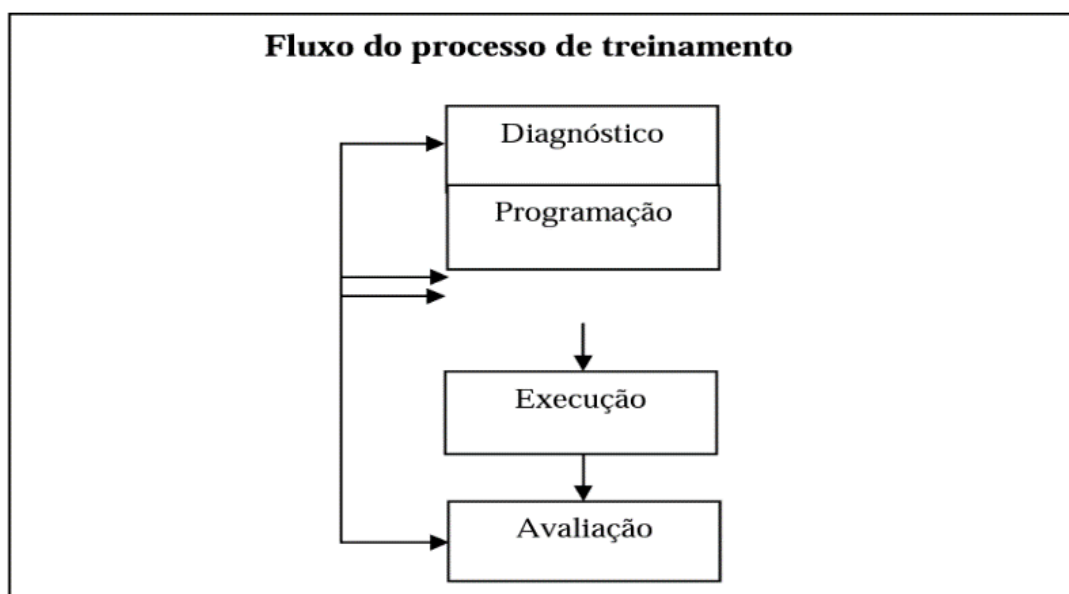 Fluxo do processo de treinamento
Diagnóstico
Programação
Execução
Avaliação